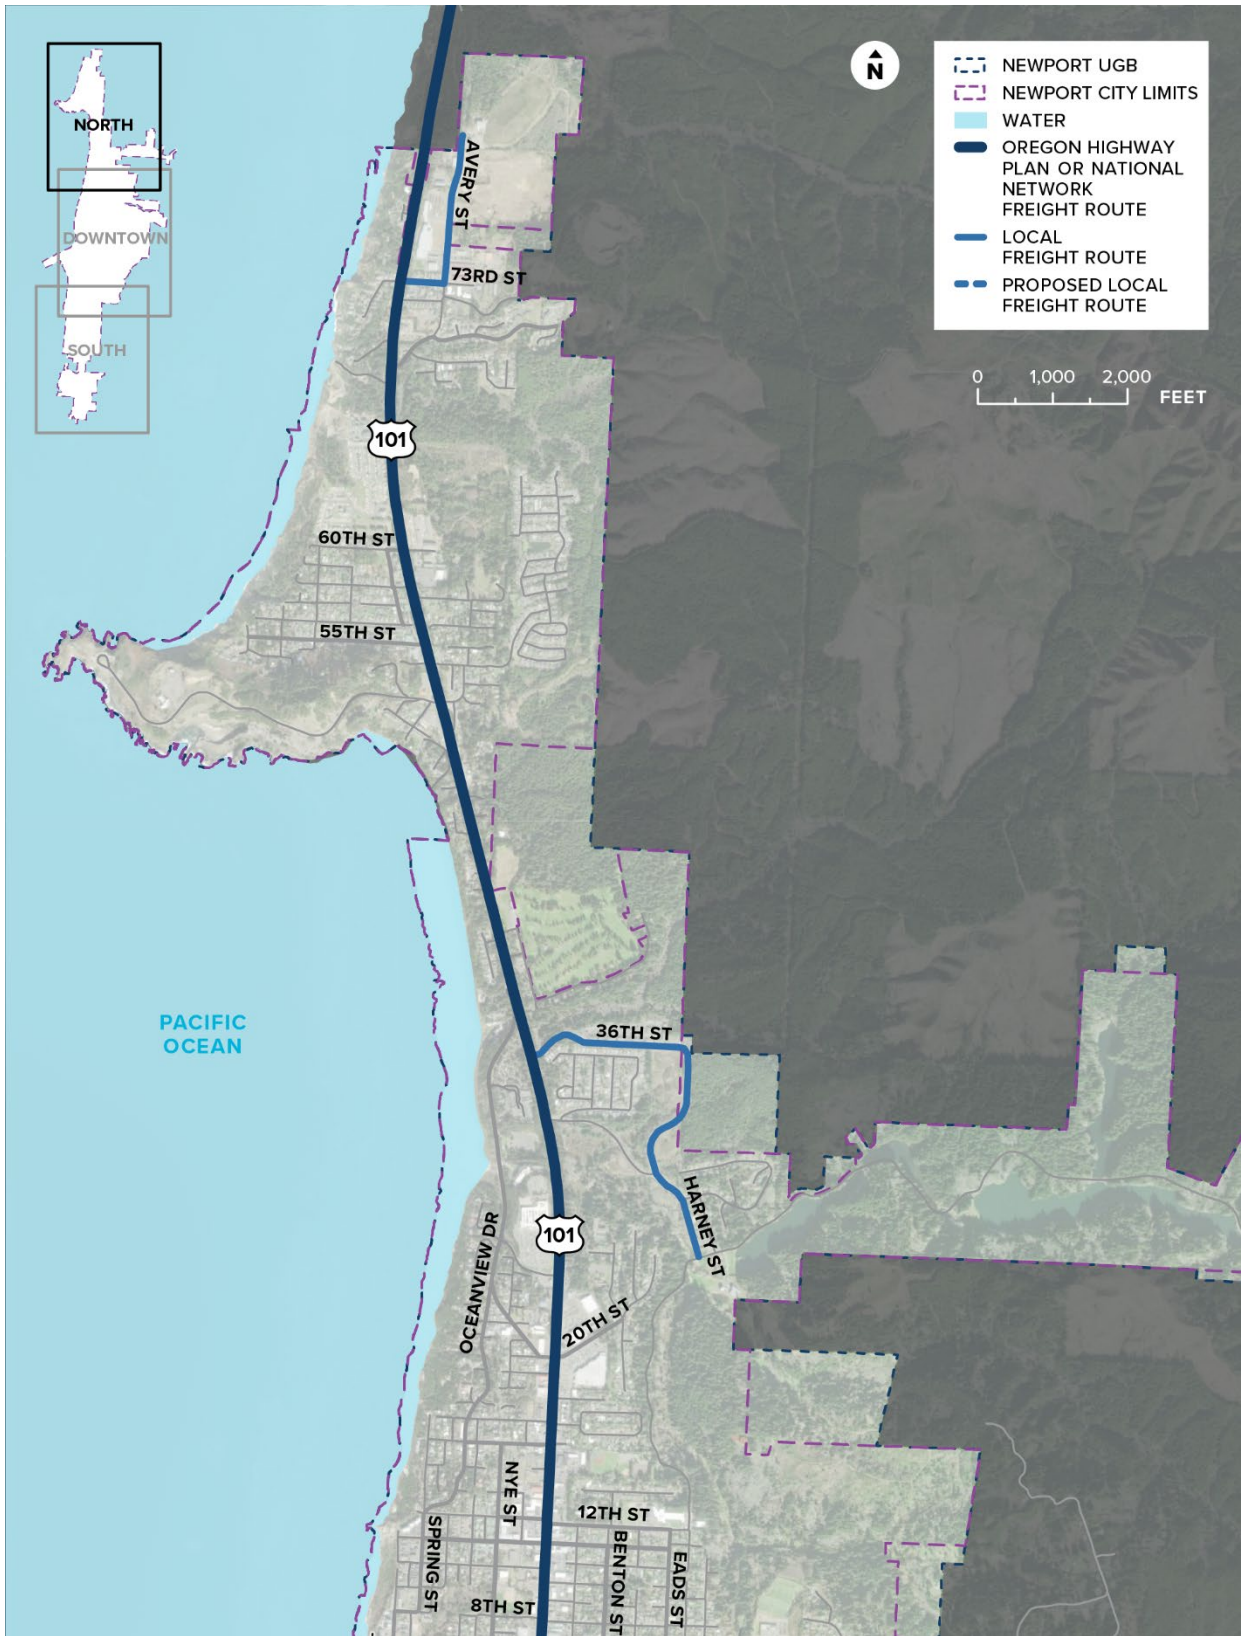 NORTH
DOWNTOWN
SOUTH
N
NEWPORT UGB
NEWPORT CITY LIMITS
WATER
OREGON HIGHWAY
PLAN OR NATIONAL
NETWORK
FREIGHT ROUTE
LOCAL
FREIGHT ROUTE
PROPOSED LOCAL
FREIGHT ROUTE
0 1,000 2,000
FEET
AVERY ST
73RD ST
101
60TH ST
55TH ST
PACIFIC
OCEAN
36TH ST
HARNEY ST
101
OCEANVIEW DR
20TH ST
NYE ST
12TH ST
SPRING ST
BENTON ST
EADS ST
8TH ST